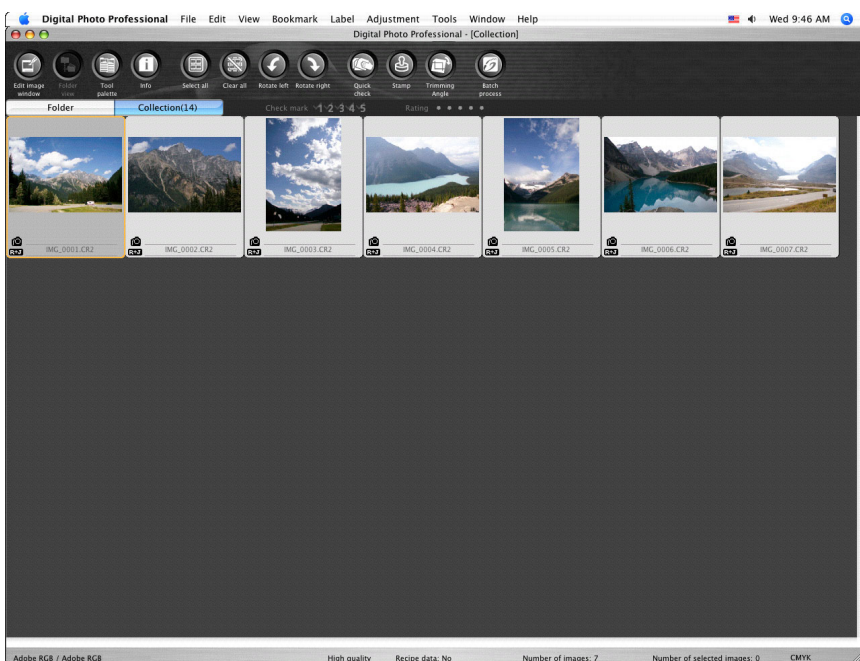 Digital Photo Professional File Edit View Bookmark Label Adjustment Tools Window Help Wed 9:46 AM
Digital Photo Professional - [Collection]
Edit image window
Folder view
Tool palette
Info
Select all
Clear all
Rotate left
Rotate right
Quick check
Stamp
Trimming Angle
Batch process
Folder Collection(14) Check mark 1 2 3 4 5 Rating
R+J IMG_0001.CR2
R+J IMG_0002.CR2
R+J IMG_0003.CR2
R+J IMG_0004.CR2
R+J IMG_0005.CR2
R+J IMG_0006.CR2
R+J IMG_0007.CR2
Adobe RGB / Adobe RGB High quality Recipe data: No Number of images: 7 Number of selected images: 0 CMYK